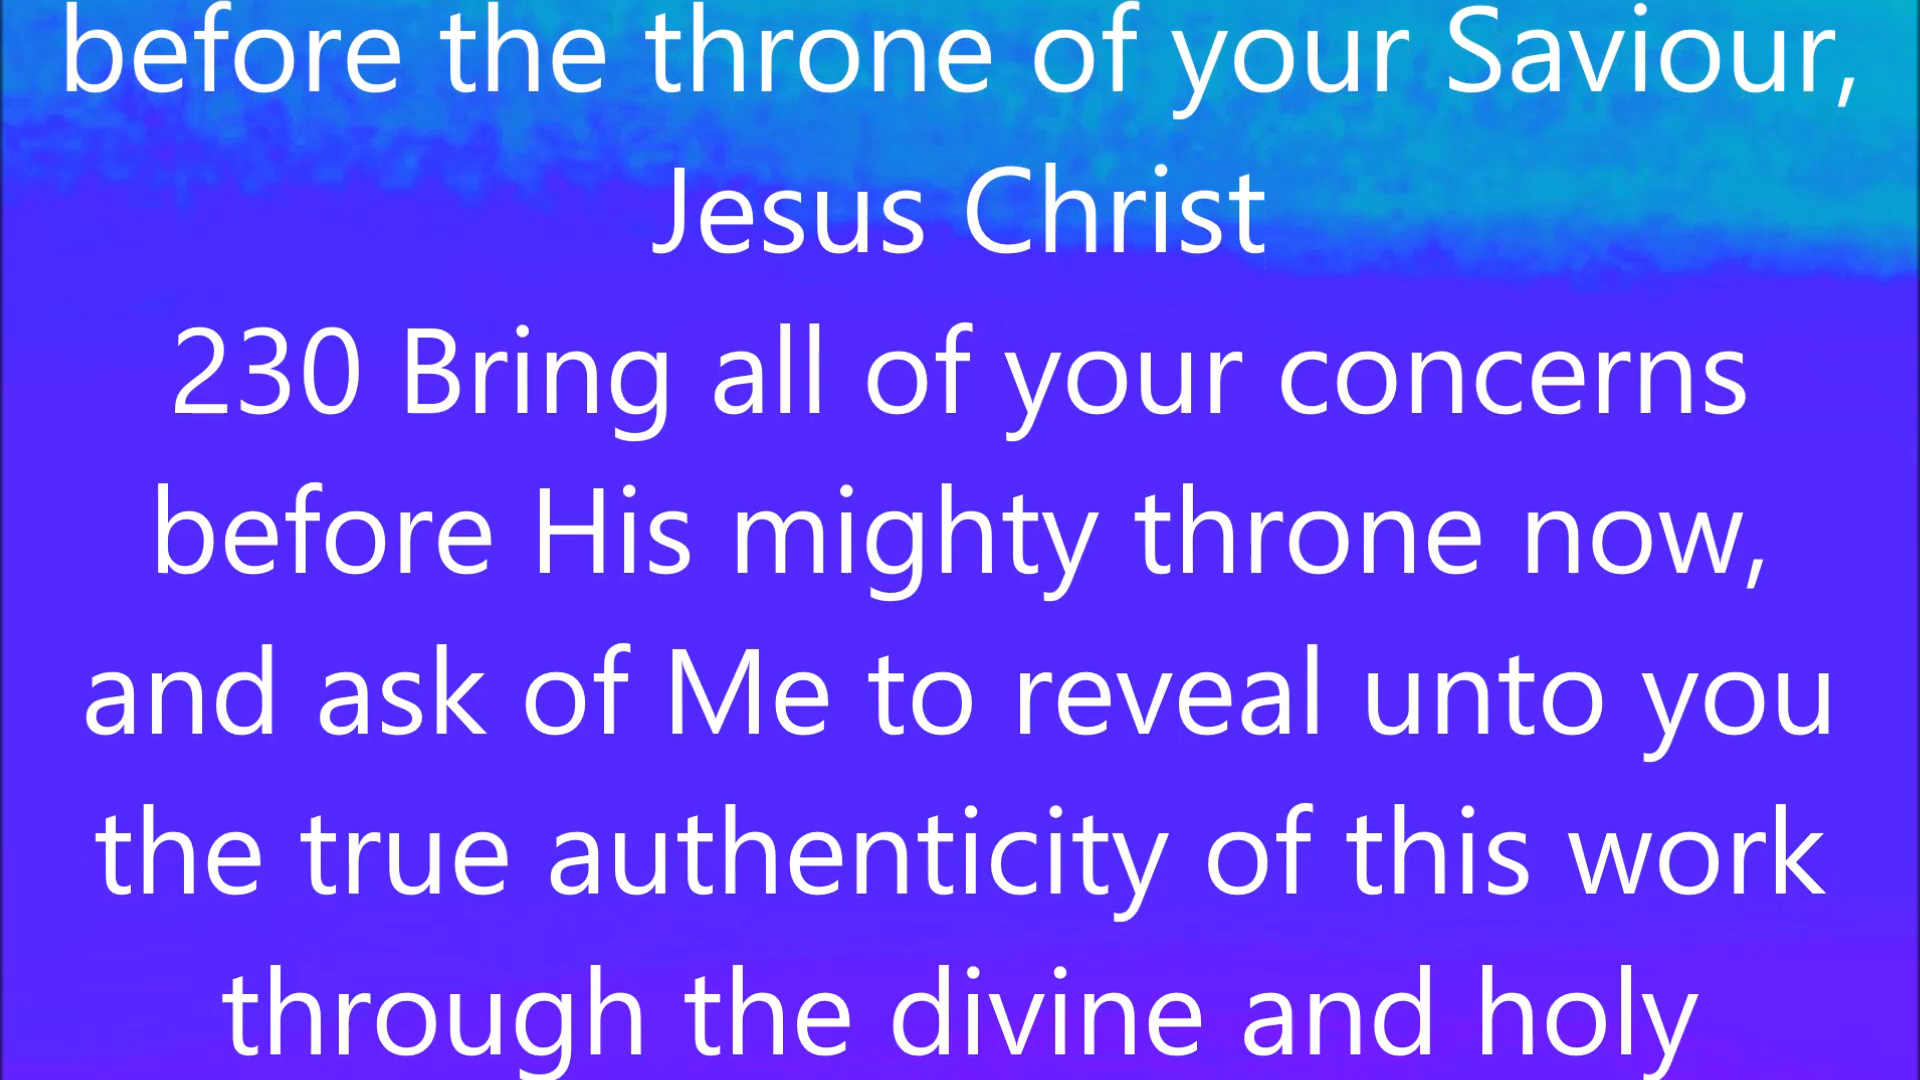 before the throne of your Saviour,
Jesus Christ
230 Bring all of your concerns
before His mighty throne now,
and ask of Me to reveal unto you
the true authenticity of this work
through the divine and holy